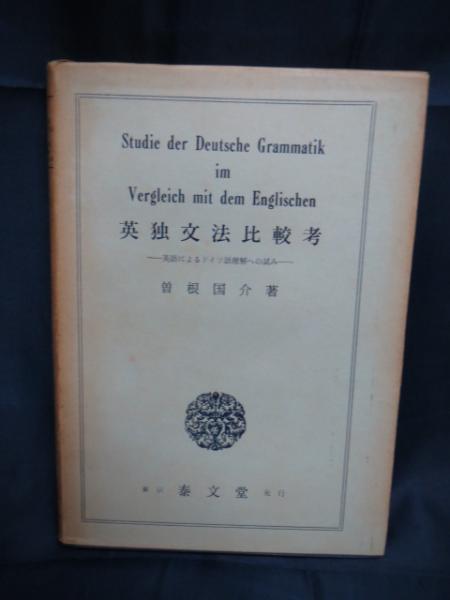 Studie der Deutsche Grammatik
im
Vergleich mit dem Englischen
英独文法比較考
──英語によるドイツ語理解への試み──
曽根国介著
東京 泰文堂 発行